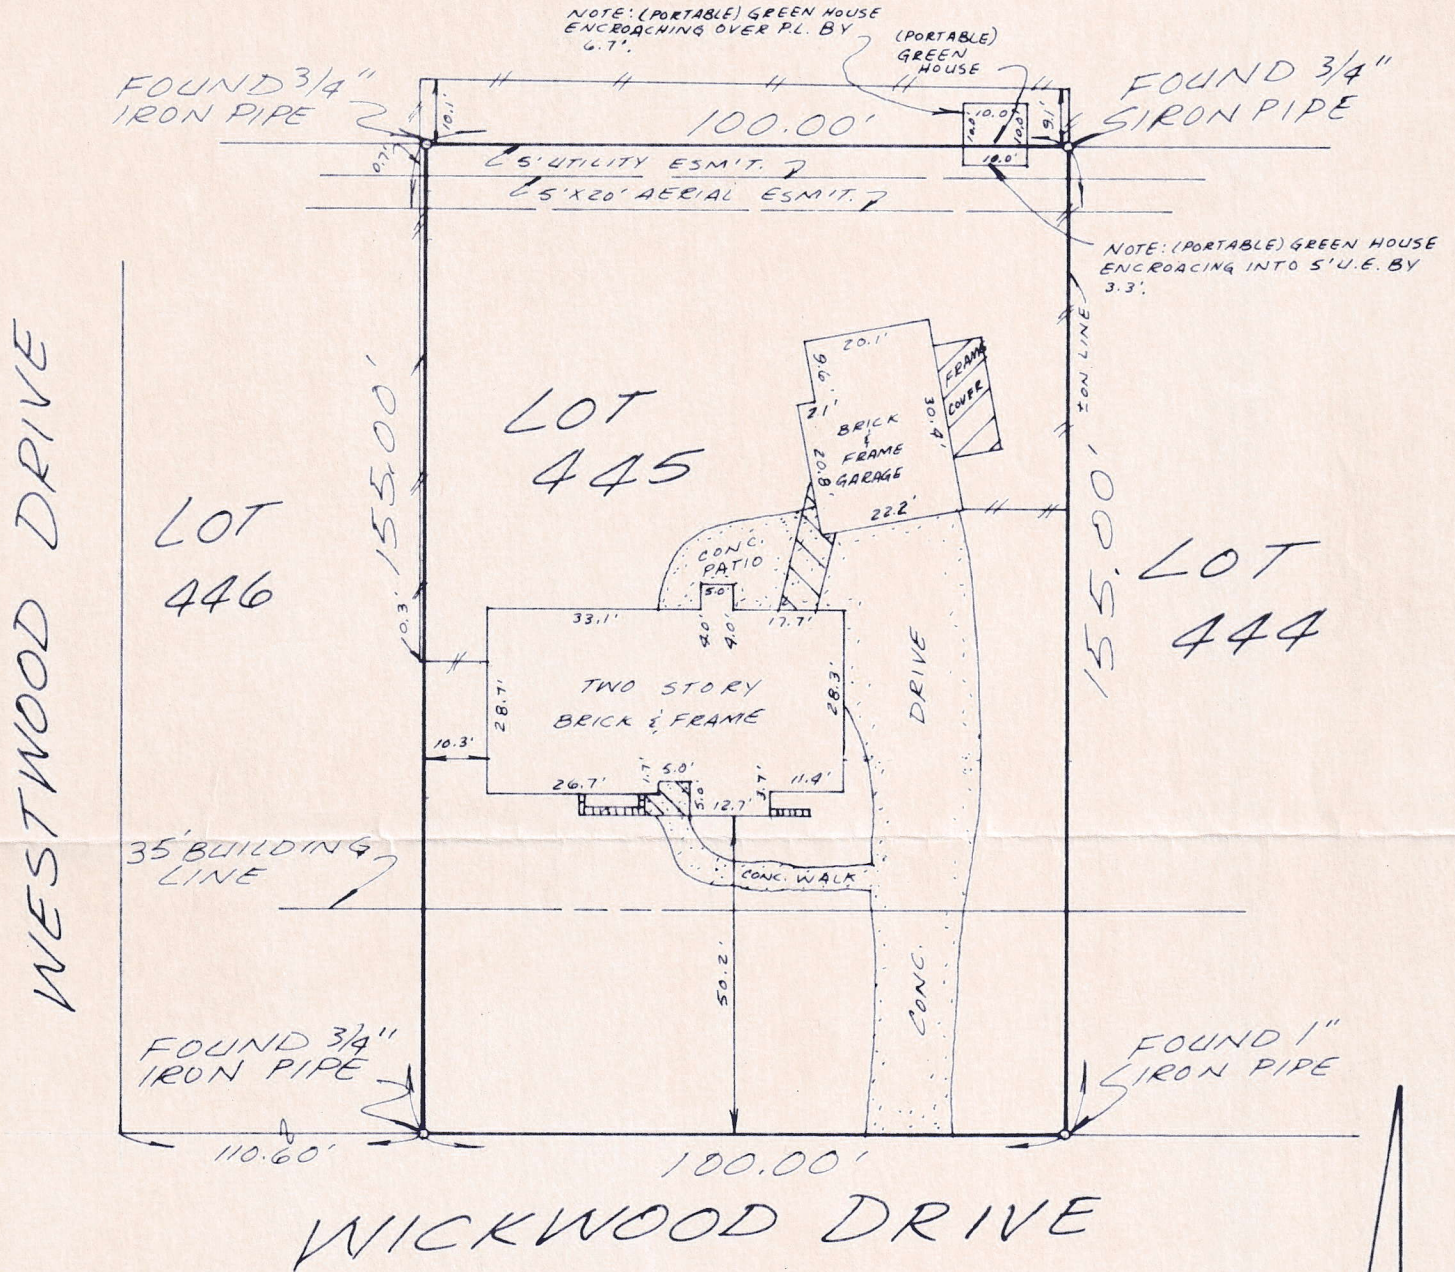 NOTE: (PORTABLE) GREEN HOUSE
ENCROACHING OVER P.L. BY
6.7'.
(PORTABLE)
GREEN
HOUSE
FOUND 3/4"
IRON PIPE
FOUND 3/4"
IRON PIPE
10.1'
100.00'
10.0'
10.0'
10.0'
10.0'
9.1'
0.7'
5' UTILITY ESM'T.
5'X20' AERIAL ESM'T.
NOTE: (PORTABLE) GREEN HOUSE
ENCROACING INTO 5' U.E. BY
3.3'.
ON LINE
20.1'
9.6'
2.1'
20.8'
30.4'
22.2'
BRICK
&
FRAME
GARAGE
FRAME
COVER
LOT
445
155.00'
155.00'
WESTWOOD DRIVE
LOT
446
LOT
444
CONC.
PATIO
5.0'
4.0'
4.0'
33.1'
17.7'
10.3'
28.7'
28.3'
TWO STORY
BRICK & FRAME
DRIVE
10.3'
26.7'
1.7'
5.0'
5.0'
12.7'
3.7'
11.4'
35' BUILDING
LINE
CONC. WALK
50.2'
CONC.
FOUND 3/4"
IRON PIPE
FOUND 1"
IRON PIPE
110.60'
100.00'
WICKWOOD DRIVE